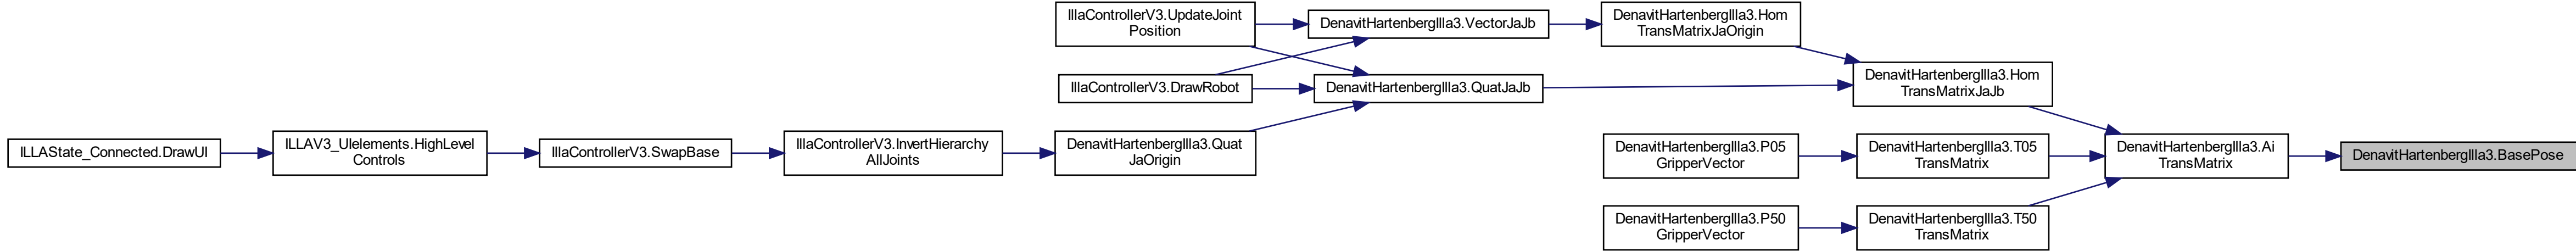 IllaControllerV3.UpdateJoint
Position
DenavitHartenbergIlla3.VectorJaJb
DenavitHartenbergIlla3.Hom
TransMatrixJaOrigin
IllaControllerV3.DrawRobot
DenavitHartenbergIlla3.QuatJaJb
DenavitHartenbergIlla3.Hom
TransMatrixJaJb
ILLAState_Connected.DrawUI
ILLAV3_UIelements.HighLevel
Controls
IllaControllerV3.SwapBase
IllaControllerV3.InvertHierarchy
AllJoints
DenavitHartenbergIlla3.Quat
JaOrigin
DenavitHartenbergIlla3.P05
GripperVector
DenavitHartenbergIlla3.T05
TransMatrix
DenavitHartenbergIlla3.Ai
TransMatrix
DenavitHartenbergIlla3.BasePose
DenavitHartenbergIlla3.P50
GripperVector
DenavitHartenbergIlla3.T50
TransMatrix